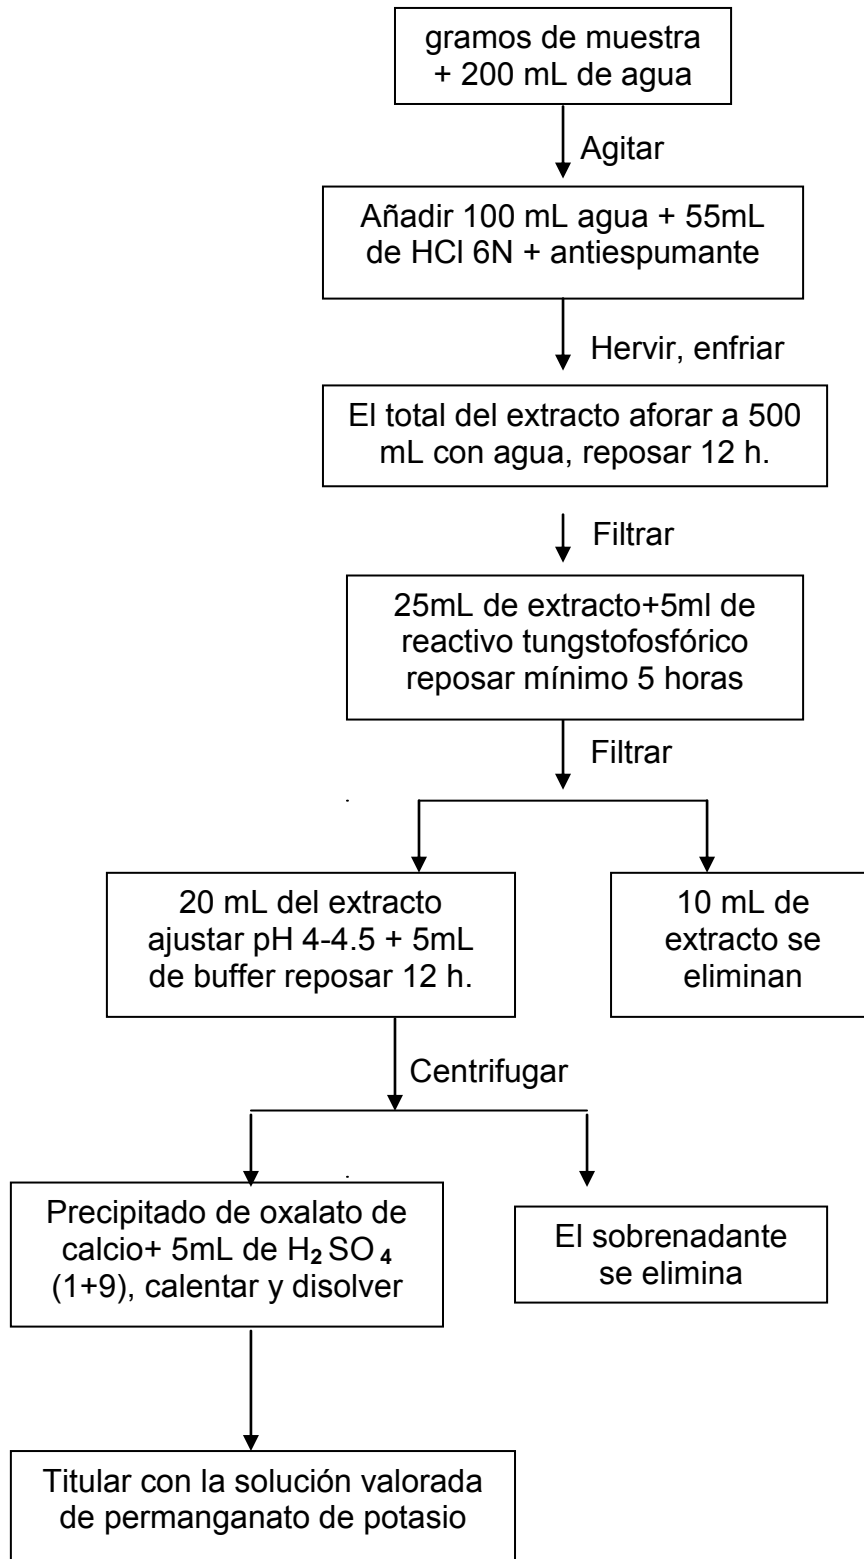 gramos de muestra
+ 200 mL de agua
Agitar
Añadir 100 mL agua + 55mL
de HCl 6N + antiespumante
Hervir, enfriar
El total del extracto aforar a 500
mL con agua, reposar 12 h.
Filtrar
25mL de extracto+5ml de
reactivo tungstofosfórico
reposar mínimo 5 horas
Filtrar
20 mL del extracto
ajustar pH 4-4.5 + 5mL
de buffer reposar 12 h.
10 mL de
extracto se
eliminan
Centrifugar
Precipitado de oxalato de
calcio+ 5mL de H₂ SO ₄
(1+9), calentar y disolver
El sobrenadante
se elimina
Titular con la solución valorada
de permanganato de potasio